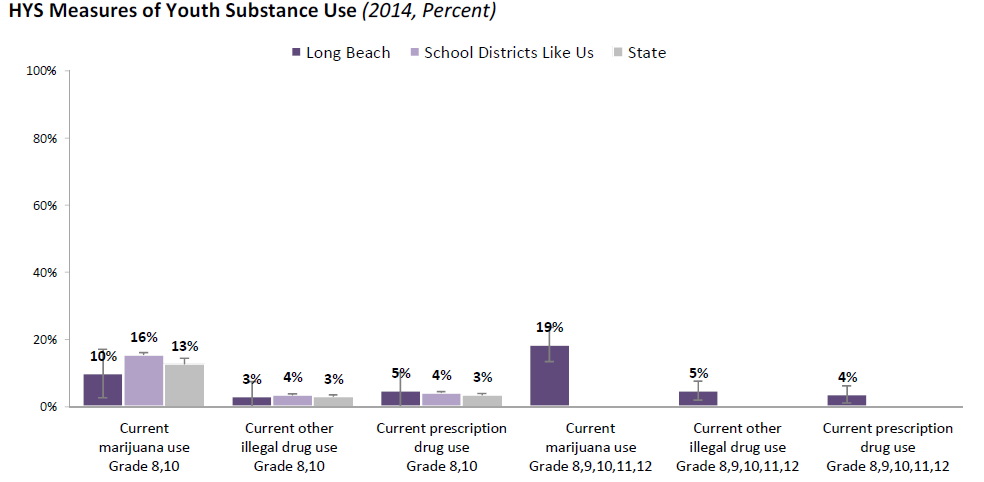 HYS Measures of Youth Substance Use (2014, Percent)
Long Beach School Districts Like Us State
100%
80%
60%
40%
20%
0%
10% 16% 13%
3% 4% 3%
5% 4% 3%
19%
5%
4%
Current
marijuana use
Grade 8,10
Current other
illegal drug use
Grade 8,10
Current prescription
drug use
Grade 8,10
Current
marijuana use
Grade 8,9,10,11,12
Current other
illegal drug use
Grade 8,9,10,11,12
Current prescription
drug use
Grade 8,9,10,11,12